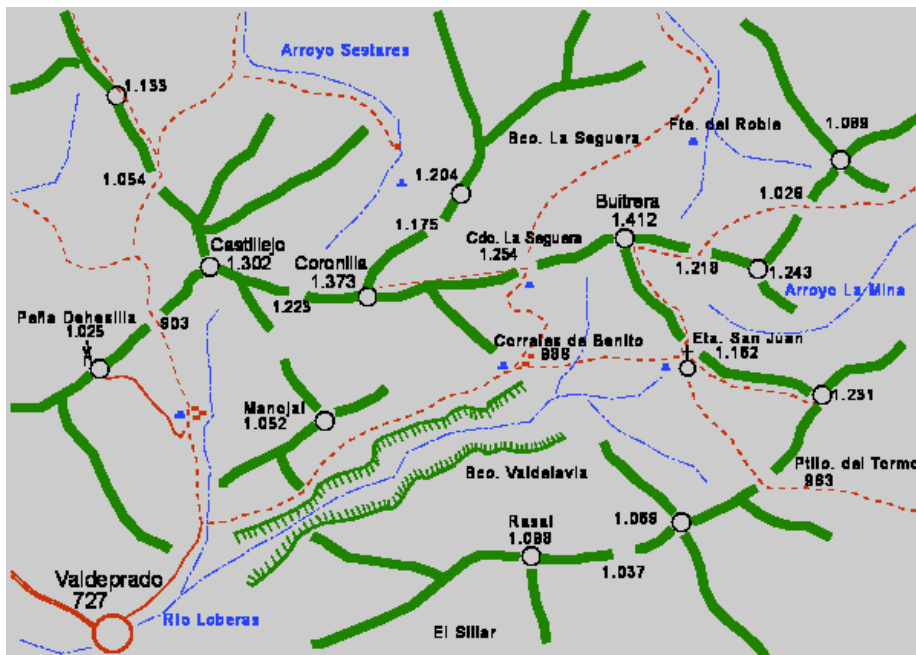 Arroyo Sestares
1.133
Bco. La Seguera
Fte. del Roble
1.089
1.054
1.204
1.026
1.175
Buitrera
1.412
Castillejo
1.302
Cdo. La Seguera
1.254
Coronilla
1.373
1.218
1.243
1.223
Arroyo La Mina
Peña Dehesilla
1.025
903
Corrales de Benito
986
Eta. San Juan
1.162
1.231
Manojal
1.052
Bco. Valdelavia
Ptllo. del Tormo
963
Rasal
1.098
1.069
1.037
Valdeprado
727
Río Loberas
El Sillar